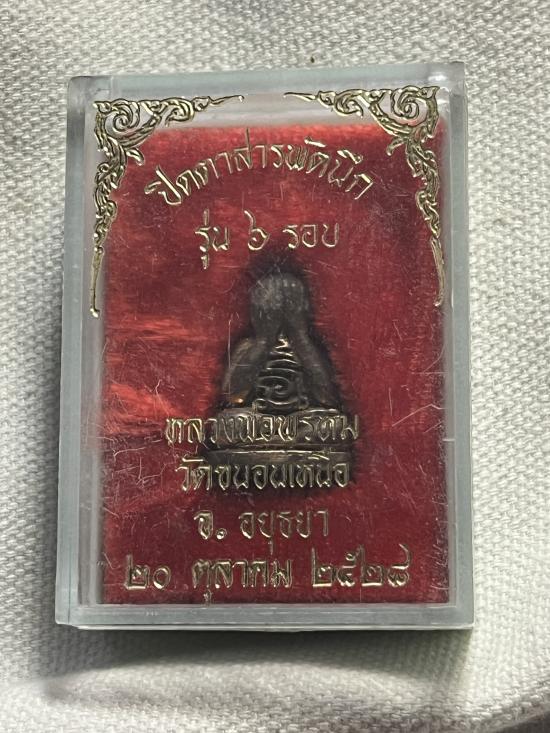 ปิดตาสารพัดนึก
รุ่น ๖ รอบ
หลวงพ่อพรหม
วัดขนอนเหนือ
จ. อยุธยา
๒๐ ตุลาคม ๒๕๒๘